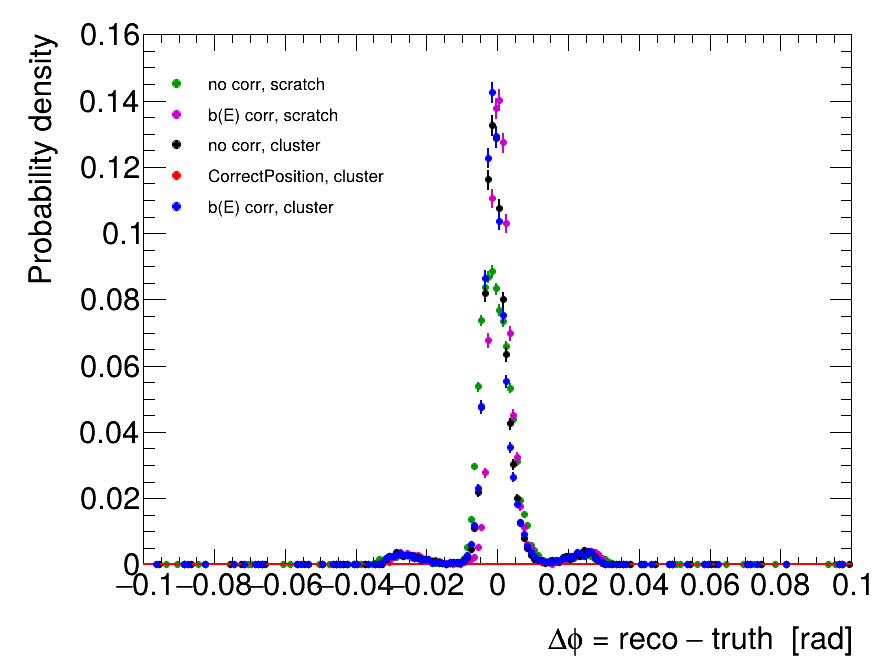 Probability density
0.16
0.14
0.12
0.1
0.08
0.06
0.04
0.02
0
no corr, scratch
b(E) corr, scratch
no corr, cluster
CorrectPosition, cluster
b(E) corr, cluster
−0.1 −0.08 −0.06 −0.04 −0.02 0 0.02 0.04 0.06 0.08 0.1
Δϕ = reco − truth [rad]